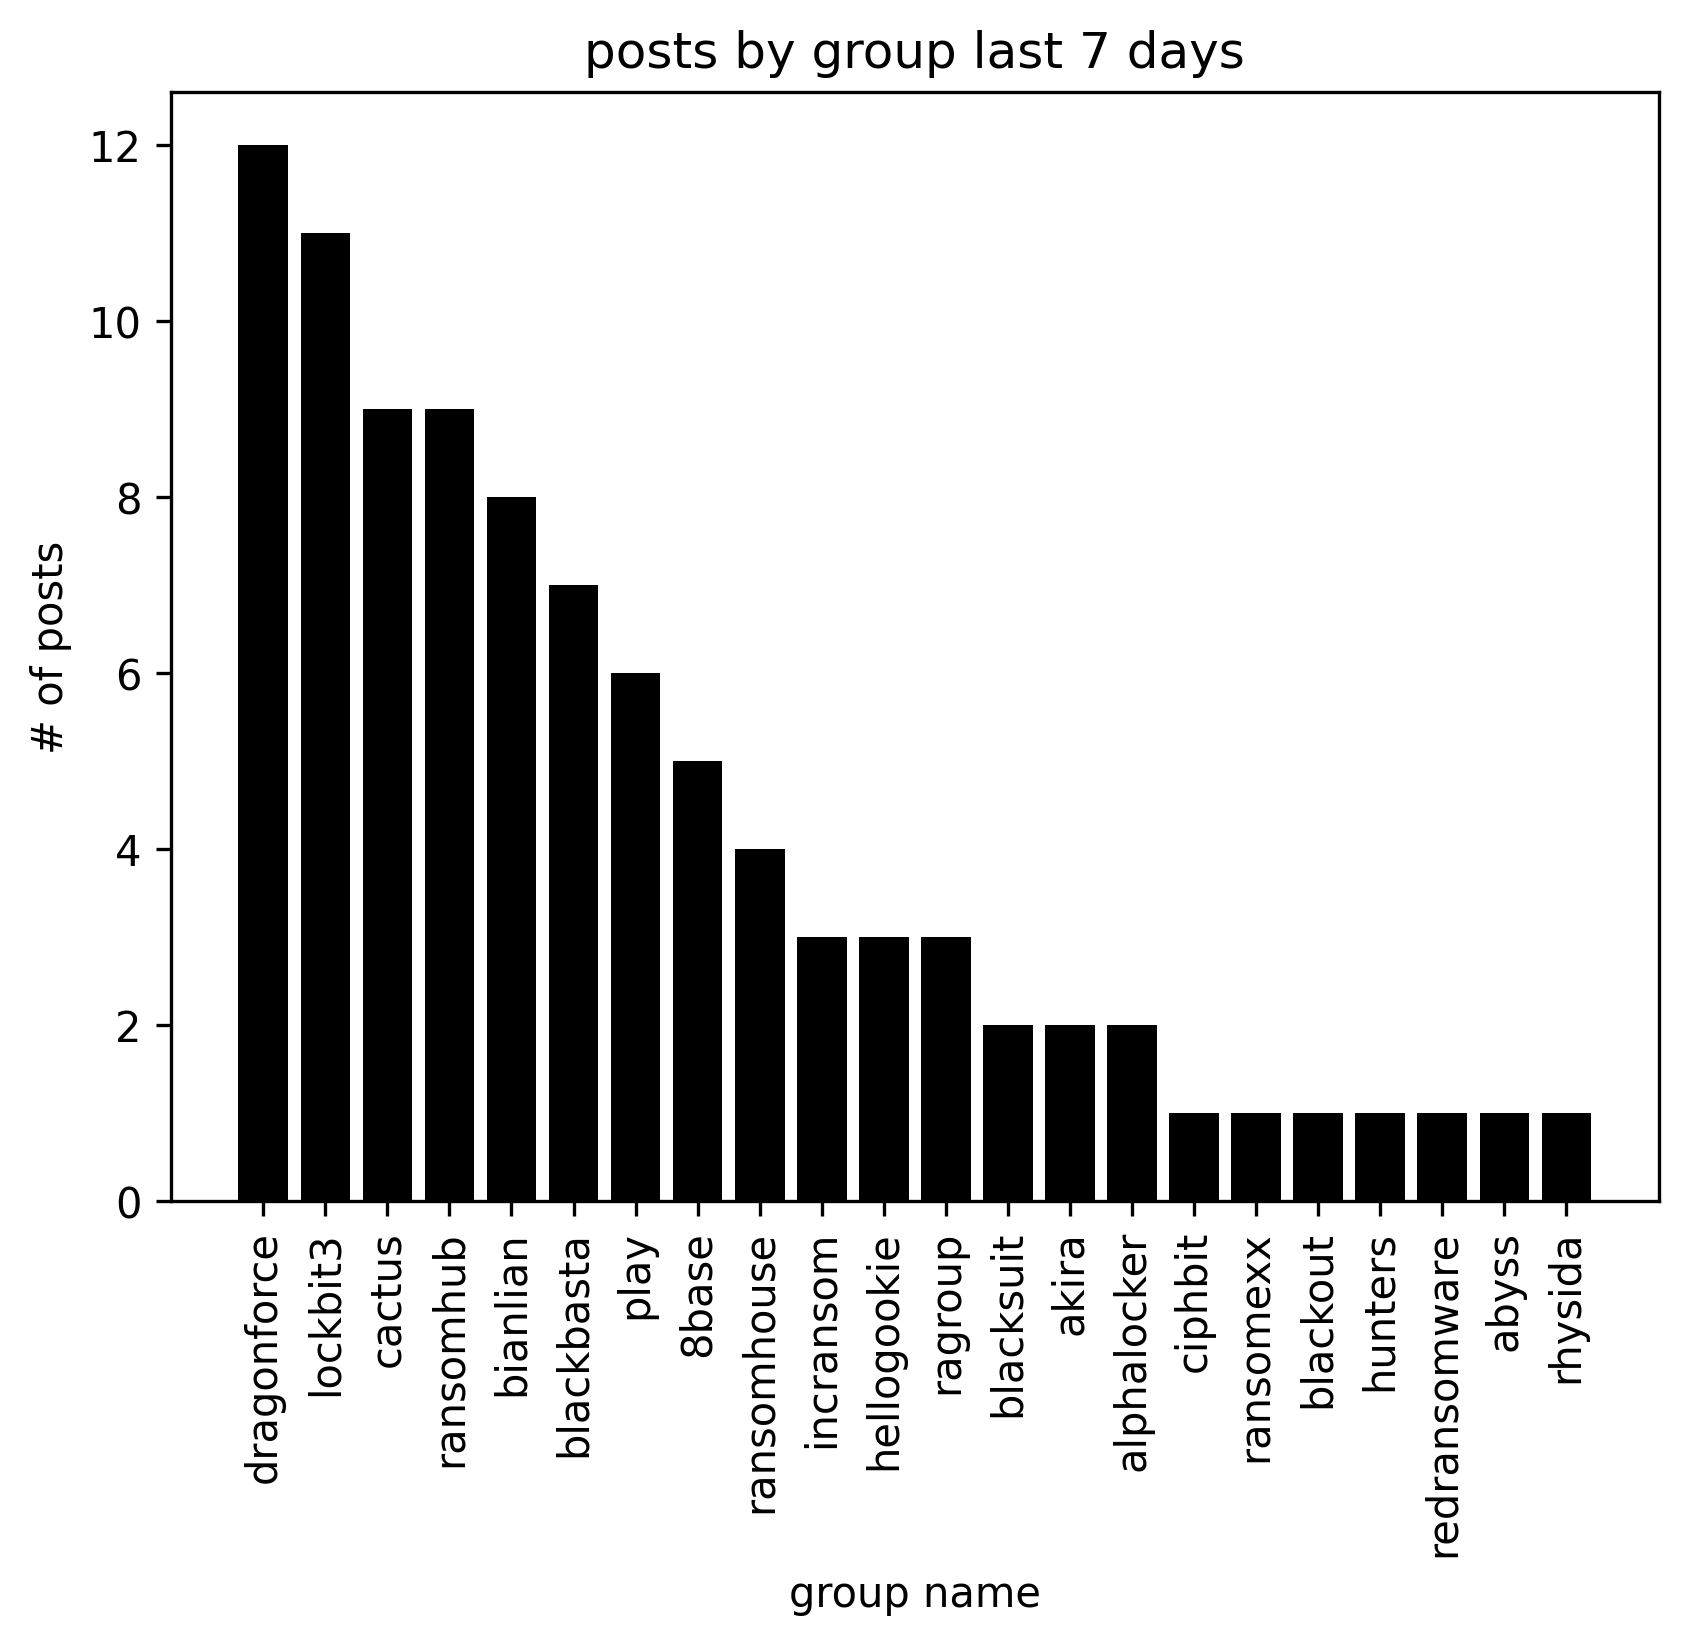 posts by group last 7 days
12
10
8
6
4
2
0
# of posts
dragonforce
lockbit3
cactus
ransomhub
bianlian
blackbasta
play
8base
ransomhouse
incransom
hellogookie
ragroup
blacksuit
akira
alphalocker
ciphbit
ransomexx
blackout
hunters
redransomware
abyss
rhysida
group name